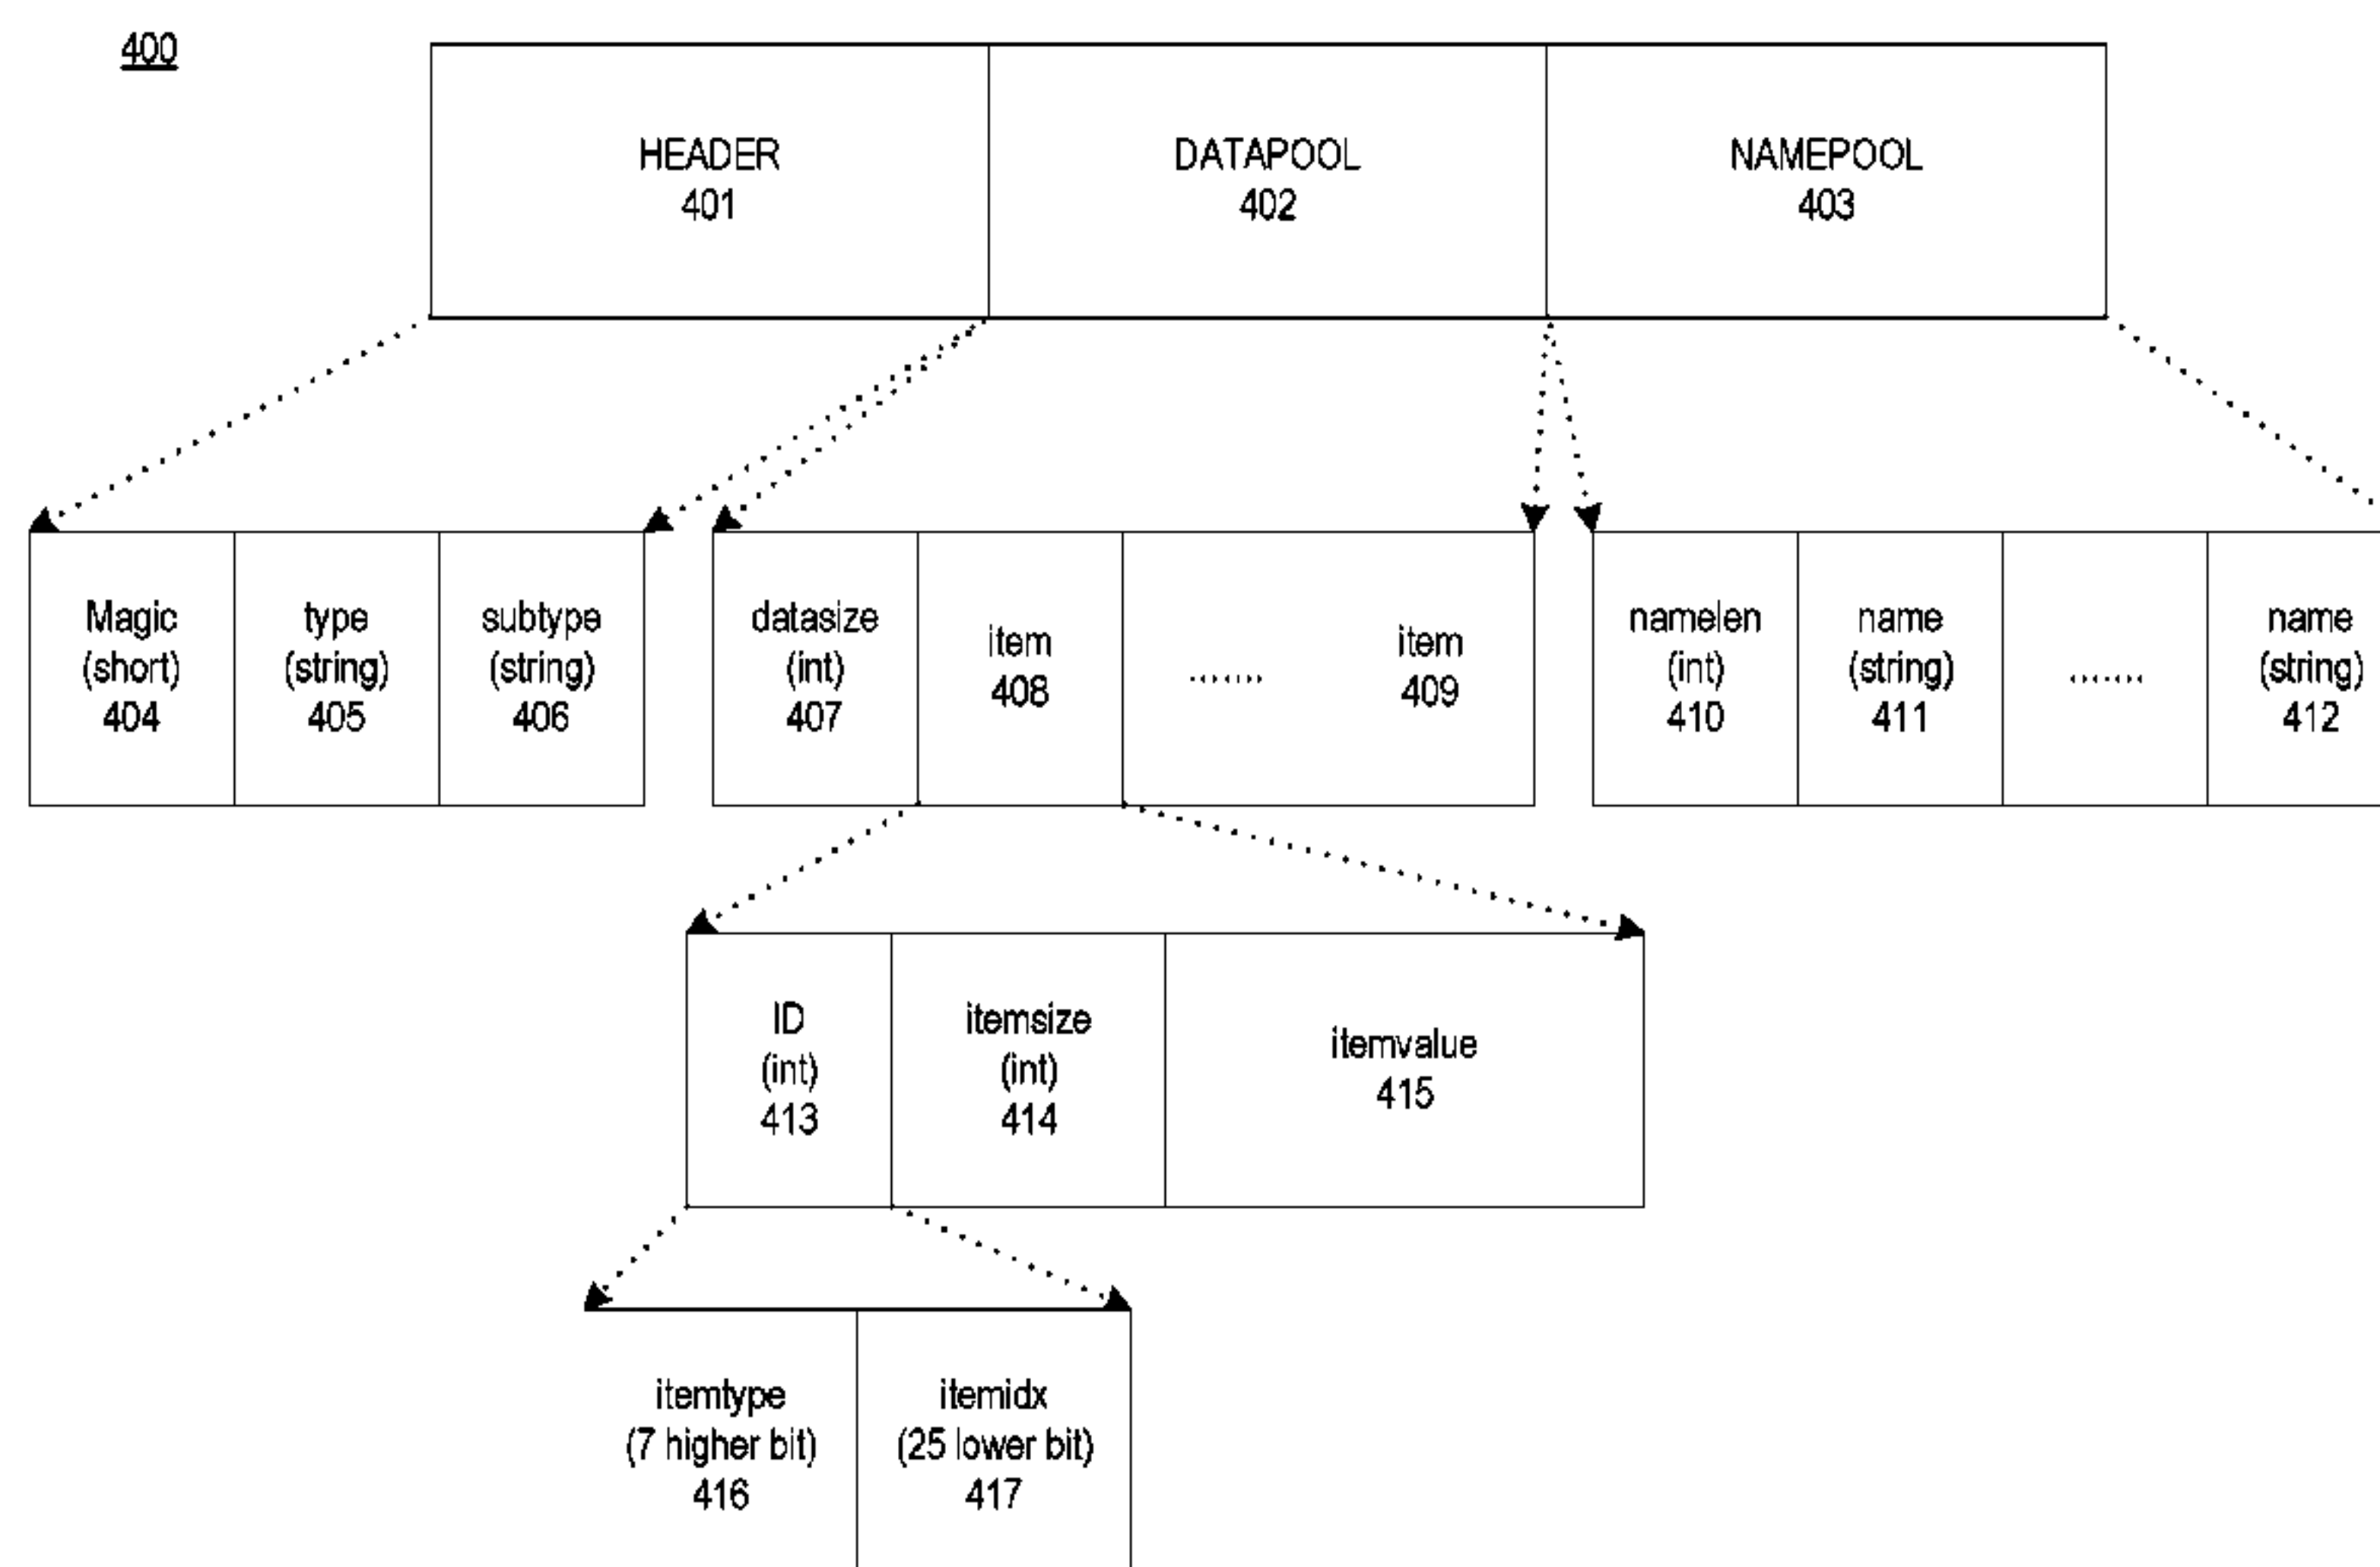 400
HEADER
401
DATAPOOL
402
NAMEPOOL
403
Magic
(short)
404
type
(string)
405
subtype
(string)
406
datasize
(int)
407
item
408
.......
item
409
namelen
(int)
410
name
(string)
411
.......
name
(string)
412
ID
(int)
413
itemsize
(int)
414
itemvalue
415
itemtype
(7 higher bit)
416
itemidx
(25 lower bit)
417